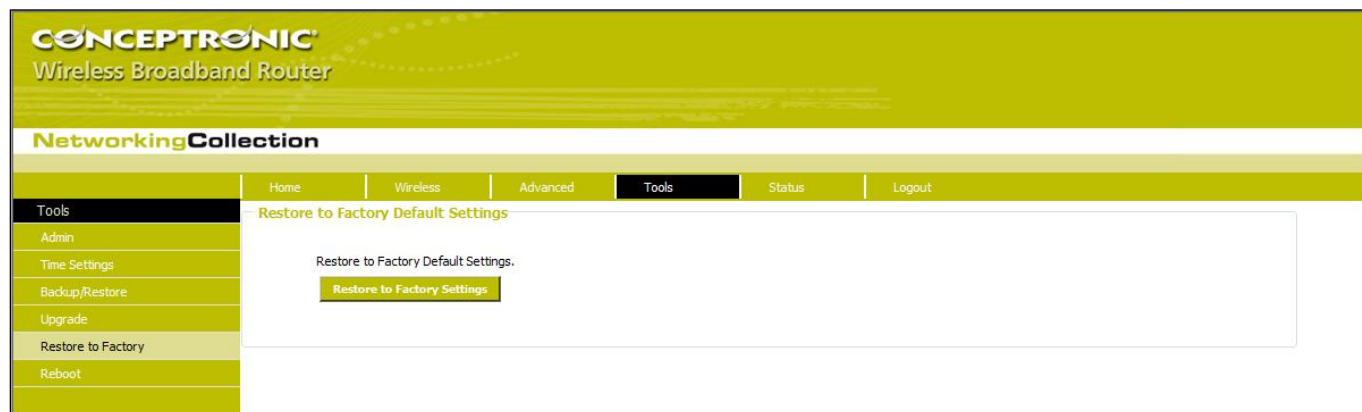 CONCEPTRONIC
Wireless Broadband Router
NetworkingCollection
Home Wireless Advanced Tools Status Logout
Tools
Admin
Time Settings
Backup/Restore
Upgrade
Restore to Factory
Reboot
Restore to Factory Default Settings
Restore to Factory Default Settings.
Restore to Factory Settings